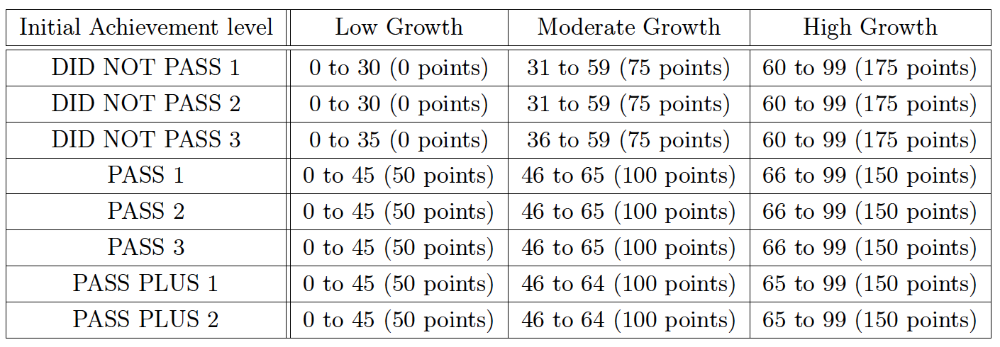 Initial Achievement level Low Growth Moderate Growth High Growth
DID NOT PASS 1 0 to 30 (0 points) 31 to 59 (75 points) 60 to 99 (175 points)
DID NOT PASS 2 0 to 30 (0 points) 31 to 59 (75 points) 60 to 99 (175 points)
DID NOT PASS 3 0 to 35 (0 points) 36 to 59 (75 points) 60 to 99 (175 points)
PASS 1 0 to 45 (50 points) 46 to 65 (100 points) 66 to 99 (150 points)
PASS 2 0 to 45 (50 points) 46 to 65 (100 points) 66 to 99 (150 points)
PASS 3 0 to 45 (50 points) 46 to 65 (100 points) 66 to 99 (150 points)
PASS PLUS 1 0 to 45 (50 points) 46 to 64 (100 points) 65 to 99 (150 points)
PASS PLUS 2 0 to 45 (50 points) 46 to 64 (100 points) 65 to 99 (150 points)